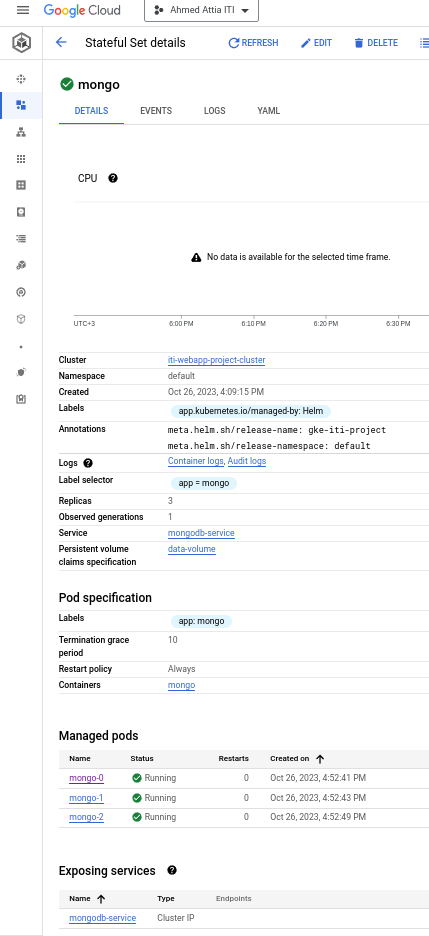 Google Cloud
Ahmed Attia ITI
Stateful Set details
REFRESH
EDIT
DELETE
mongo
DETAILS
EVENTS
LOGS
YAML
CPU
No data is available for the selected time frame.
UTC+3 6:00 PM 6:10 PM 6:20 PM 6:30 PM
Cluster iti-webapp-project-cluster
Namespace default
Created Oct 26, 2023, 4:09:15 PM
Labels app.kubernetes.io/managed-by: Helm
Annotations meta.helm.sh/release-name: gke-iti-project
meta.helm.sh/release-namespace: default
Logs Container logs, Audit logs
Label selector app = mongo
Replicas 3
Observed generations 1
Service mongodb-service
Persistent volume data-volume
claims specification
Pod specification
Labels app: mongo
Termination grace 10
period
Restart policy Always
Containers mongo
Managed pods
Name Status Restarts Created on
mongo-0 Running 0 Oct 26, 2023, 4:52:41 PM
mongo-1 Running 0 Oct 26, 2023, 4:52:43 PM
mongo-2 Running 0 Oct 26, 2023, 4:52:49 PM
Exposing services
Name Type Endpoints
mongodb-service Cluster IP